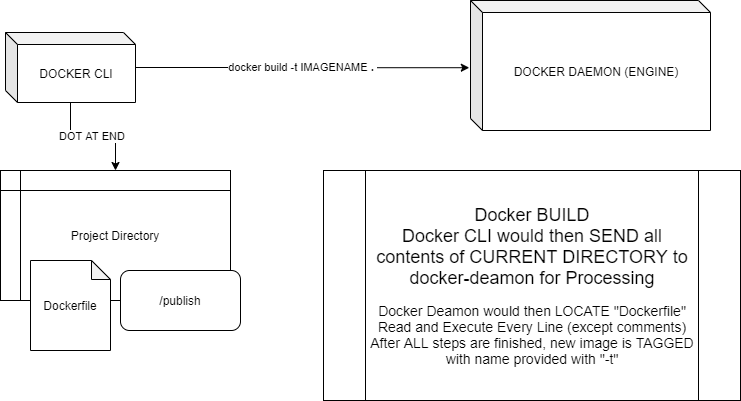 DOCKER CLI
docker build -t IMAGENAME .
DOCKER DAEMON (ENGINE)
DOT AT END
Project Directory
Dockerfile
/publish
Docker BUILD
Docker CLI would then SEND all
contents of CURRENT DIRECTORY to
docker-deamon for Processing
Docker Deamon would then LOCATE "Dockerfile"
Read and Execute Every Line (except comments)
After ALL steps are finished, new image is TAGGED
with name provided with "-t"